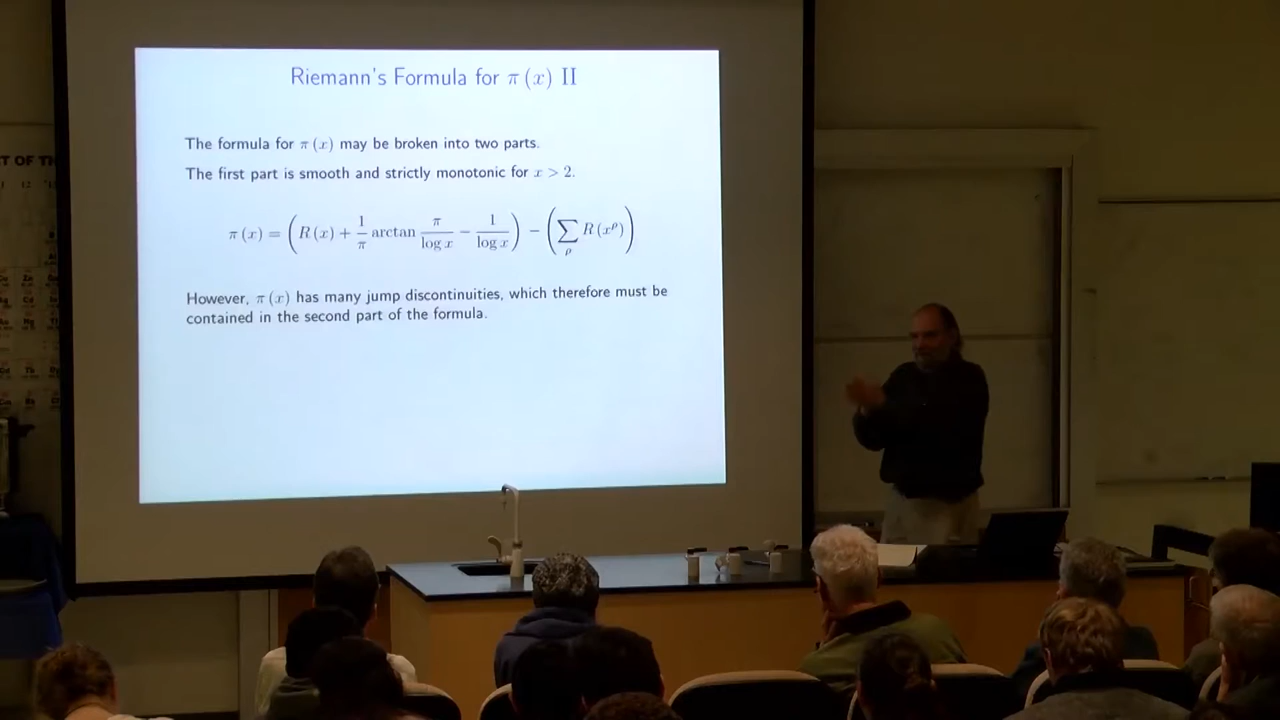 Riemann's Formula for π (x) II
The formula for π (x) may be broken into two parts.
The first part is smooth and strictly monotonic for x > 2.
π (x) = ( R (x) + 1/π arctan π/log x − 1/log x ) − ( ∑ρ R (x^ρ) )
However, π (x) has many jump discontinuities, which therefore must be
contained in the second part of the formula.
T OF TH